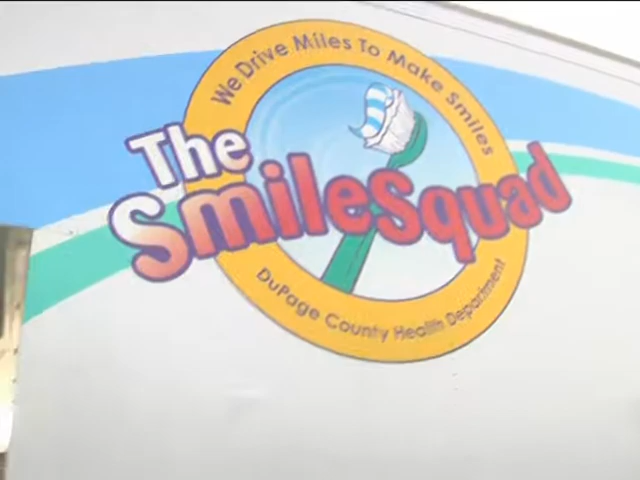 We Drive Miles To Make Smiles
The
SmileSquad
DuPage County Health Department